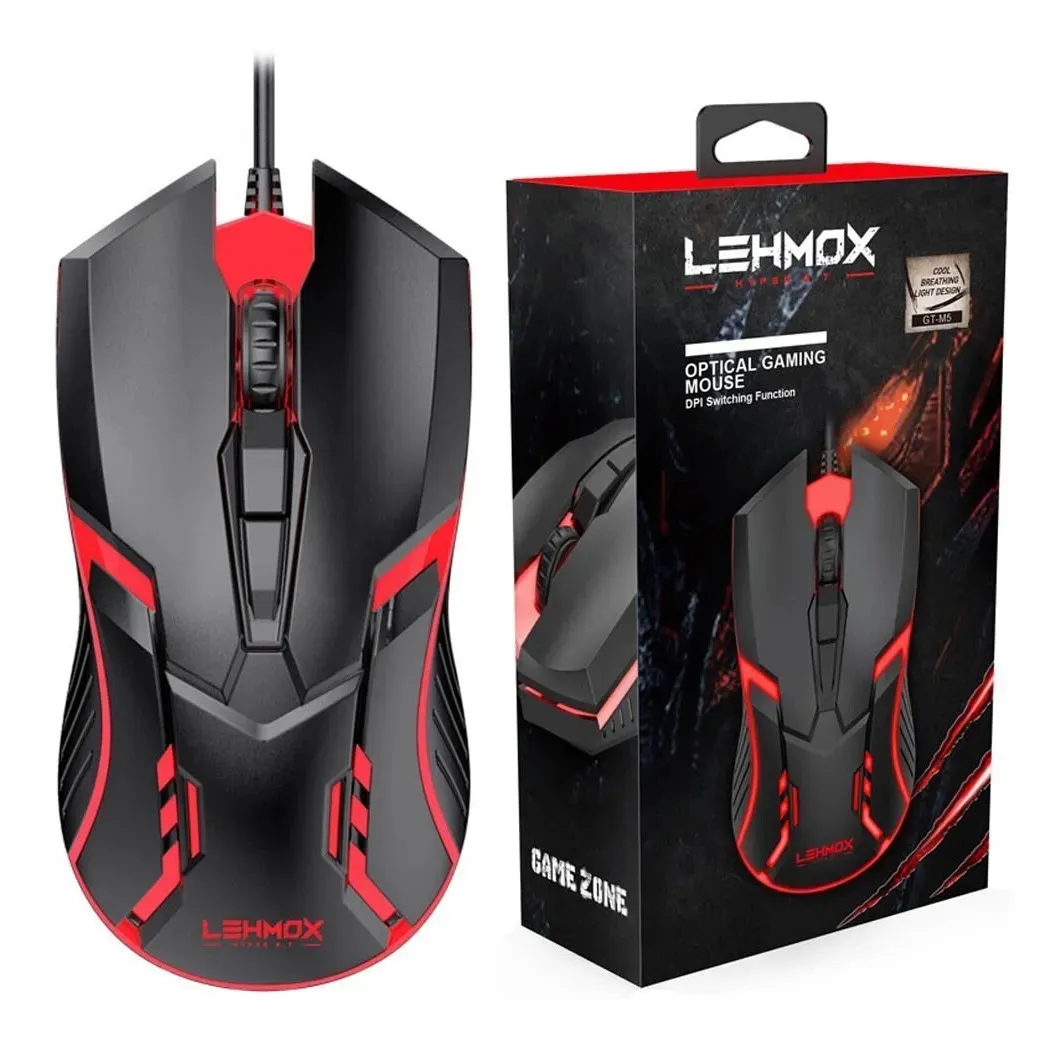 LEHMOX
LEHMOX
COOL
BREATHING
LIGHT DESIGN
GT-M5
OPTICAL GAMING
MOUSE
DPI Switching Function
LEHMOX
GAME ZONE